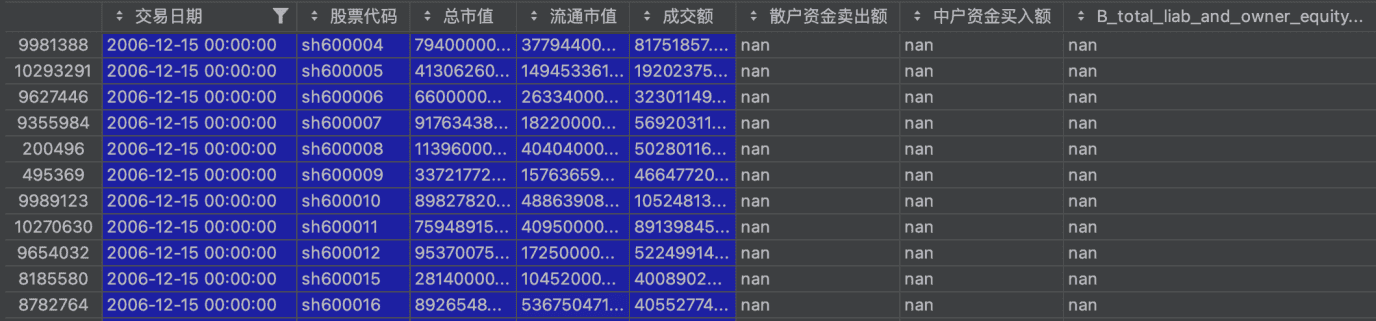 交易日期 股票代码 总市值 流通市值 成交额 散户资金卖出额 中户资金买入额 B_total_liab_and_owner_equity...
9981388 2006-12-15 00:00:00 sh600004 79400000... 37794400... 81751857.... nan nan nan
10293291 2006-12-15 00:00:00 sh600005 41306260... 149453361... 19202375... nan nan nan
9627446 2006-12-15 00:00:00 sh600006 6600000... 26334000... 32301149... nan nan nan
9355984 2006-12-15 00:00:00 sh600007 91763438... 18220000... 56920311... nan nan nan
200496 2006-12-15 00:00:00 sh600008 11396000... 40404000... 50280116... nan nan nan
495369 2006-12-15 00:00:00 sh600009 33721772... 15763659... 46647720... nan nan nan
9989123 2006-12-15 00:00:00 sh600010 89827820... 48863908... 10524813... nan nan nan
10270630 2006-12-15 00:00:00 sh600011 75948915... 40950000... 89139845... nan nan nan
9654032 2006-12-15 00:00:00 sh600012 95370075... 17250000... 52249914... nan nan nan
8185580 2006-12-15 00:00:00 sh600015 28140000... 10452000... 4008902... nan nan nan
8782764 2006-12-15 00:00:00 sh600016 8926548... 536750471... 40552774... nan nan nan